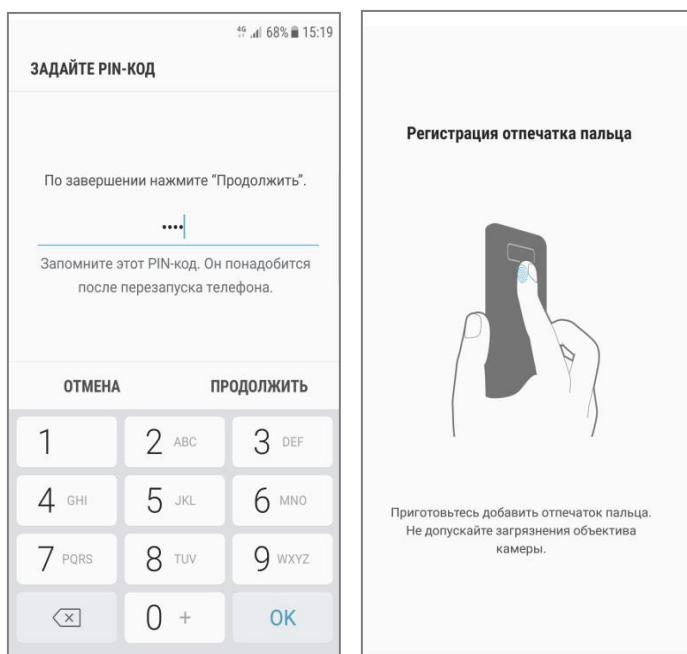 4G 68% 15:19
ЗАДАЙТЕ PIN-КОД
По завершении нажмите "Продолжить".
••••
Запомните этот PIN-код. Он понадобится
после перезапуска телефона.
ОТМЕНА ПРОДОЛЖИТЬ
1 2 ABC 3 DEF
4 GHI 5 JKL 6 MNO
7 PQRS 8 TUV 9 WXYZ
0 + OK
Регистрация отпечатка пальца
Приготовьтесь добавить отпечаток пальца.
Не допускайте загрязнения объектива
камеры.